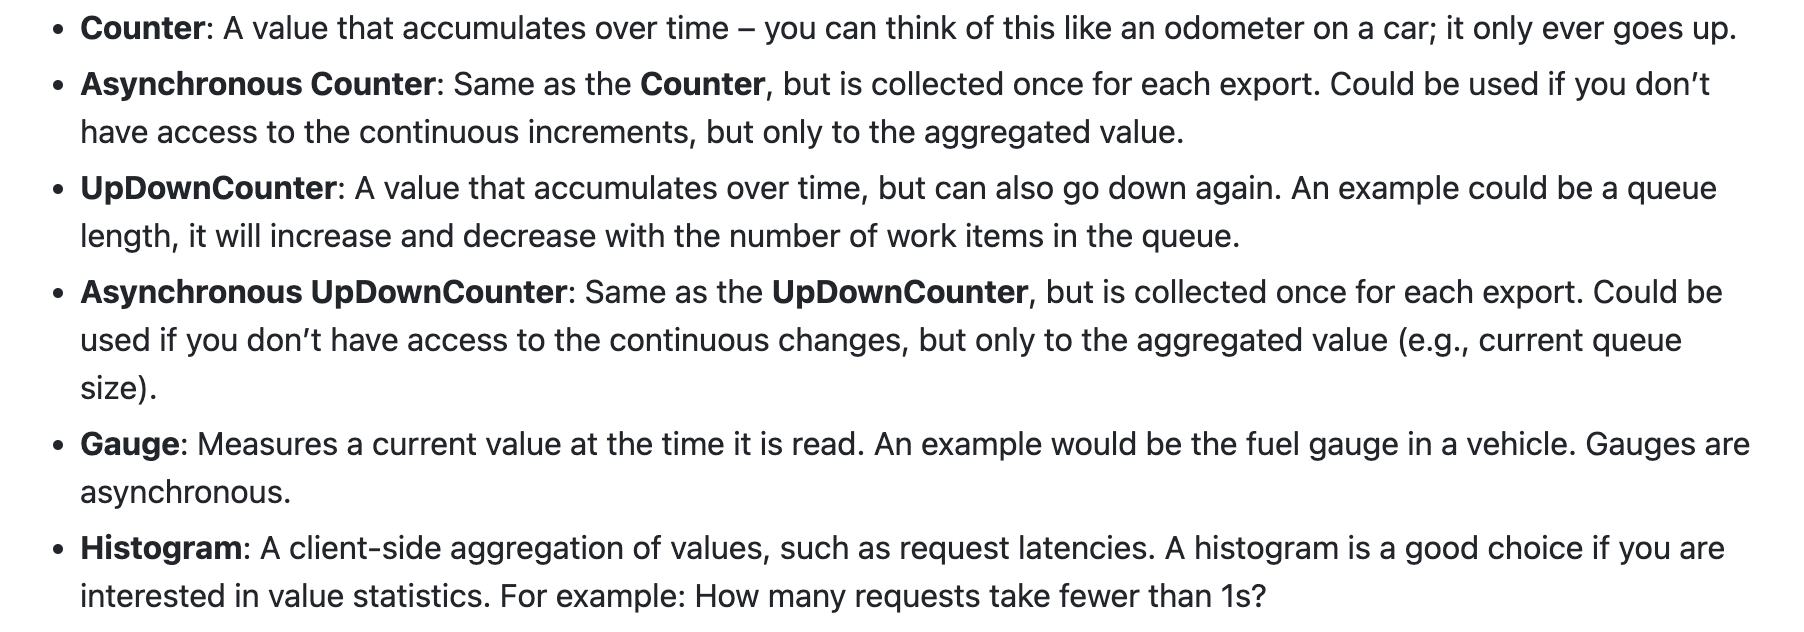 • Counter: A value that accumulates over time – you can think of this like an odometer on a car; it only ever goes up.
• Asynchronous Counter: Same as the Counter, but is collected once for each export. Could be used if you don’t
have access to the continuous increments, but only to the aggregated value.
• UpDownCounter: A value that accumulates over time, but can also go down again. An example could be a queue
length, it will increase and decrease with the number of work items in the queue.
• Asynchronous UpDownCounter: Same as the UpDownCounter, but is collected once for each export. Could be
used if you don’t have access to the continuous changes, but only to the aggregated value (e.g., current queue
size).
• Gauge: Measures a current value at the time it is read. An example would be the fuel gauge in a vehicle. Gauges are
asynchronous.
• Histogram: A client-side aggregation of values, such as request latencies. A histogram is a good choice if you are
interested in value statistics. For example: How many requests take fewer than 1s?